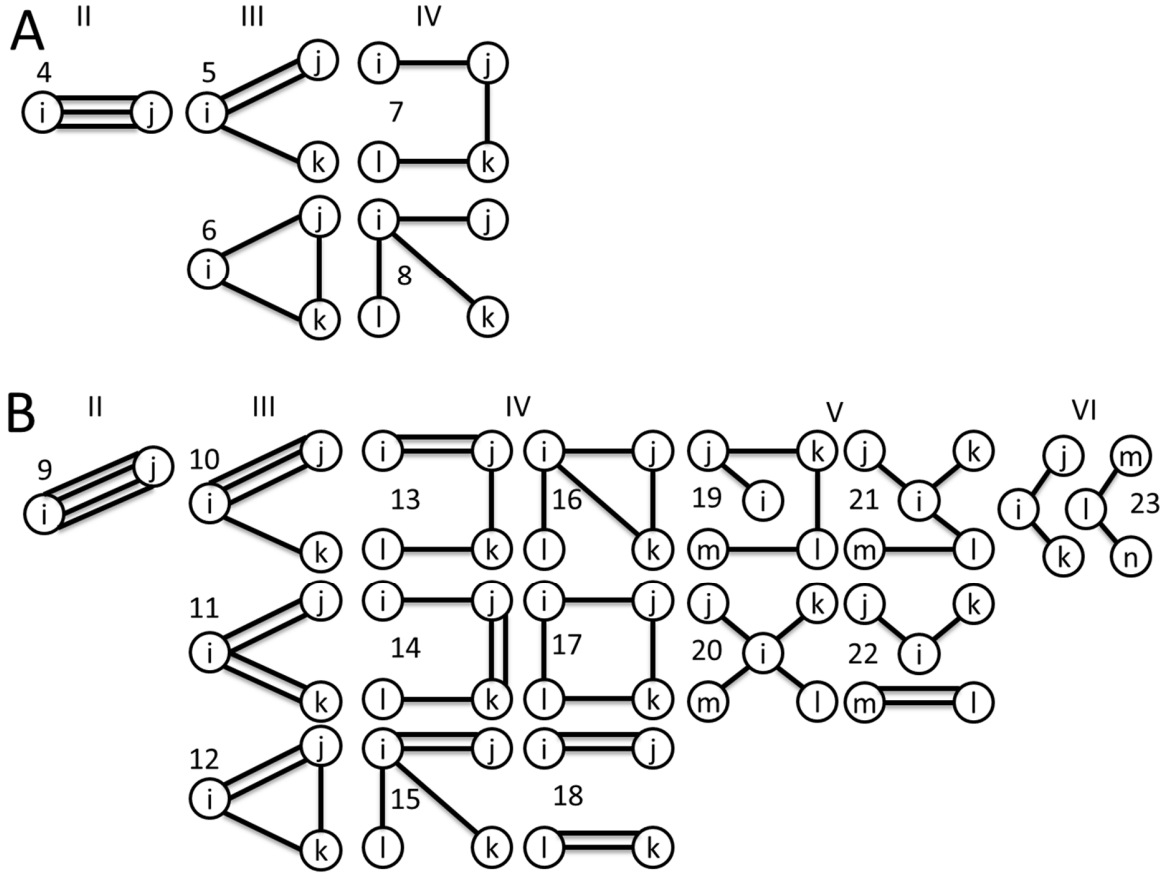 A II III IV
4 i j
5 i j k
7 i j l k
6 i j k
8 i j l k
B II III IV V VI
9 i j
10 i j k
13 i j l k
16 i j l k
19 j k i m l
21 j k i m l
23 j i k m l n
11 i j k
14 i j l k
17 i j l k
20 j k i m l
22 j k i m l
12 i j k
15 i j l k
18 i j l k